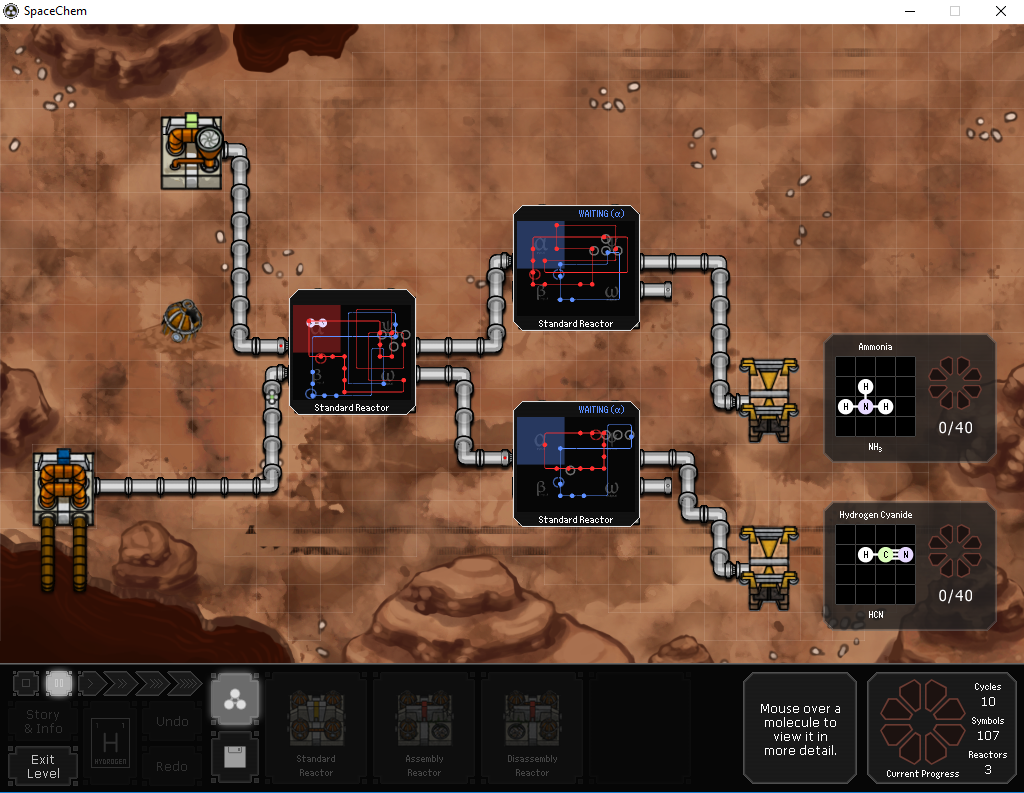 SpaceChem
WAITING (α)
α
ψ
β
ω
Standard Reactor
ψ
β
ω
Standard Reactor
WAITING (α)
α
β
ω
Standard Reactor
Ammonia
H
H N H
0/40
NH₃
Hydrogen Cyanide
H C N
0/40
HCN
Story
& Info
Exit
Level
1 1
H
HYDROGEN
Undo
Redo
Standard
Reactor
Assembly
Reactor
Disassembly
Reactor
Mouse over a
molecule to
view it in
more detail.
Cycles
10
Symbols
107
Reactors
3
Current Progress